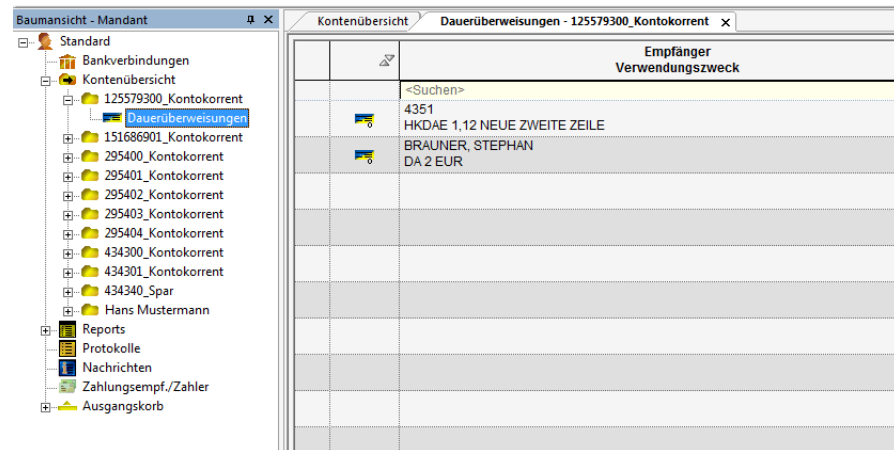 Baumansicht - Mandant
Standard
Bankverbindungen
Kontenübersicht
125579300_Kontokorrent
Dauerüberweisungen
151686901_Kontokorrent
295400_Kontokorrent
295401_Kontokorrent
295402_Kontokorrent
295403_Kontokorrent
295404_Kontokorrent
434300_Kontokorrent
434301_Kontokorrent
434340_Spar
Hans Mustermann
Reports
Protokolle
Nachrichten
Zahlungsempf./Zahler
Ausgangskorb
Kontenübersicht
Dauerüberweisungen - 125579300_Kontokorrent
Empfänger
Verwendungszweck
<Suchen>
4351
HKDAE 1,12 NEUE ZWEITE ZEILE
BRAUNER, STEPHAN
DA 2 EUR